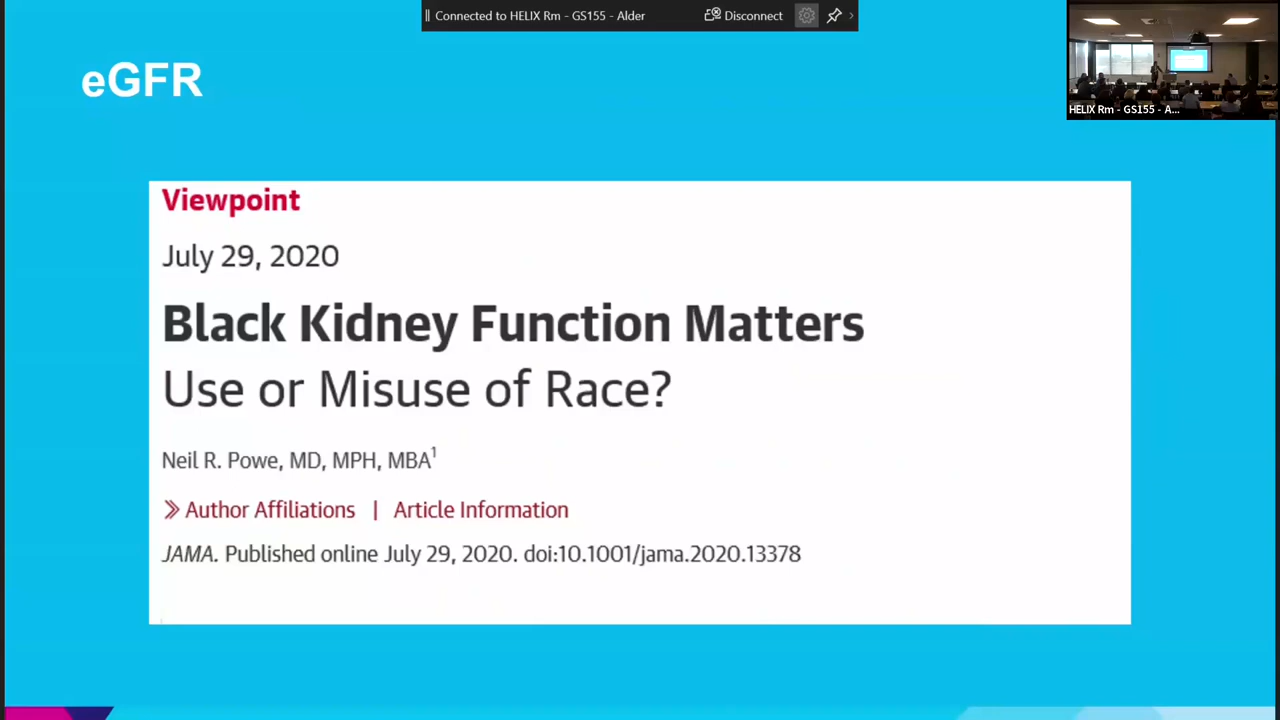 Connected to HELIX Rm - GS155 - Alder
Disconnect
eGFR
HELIX Rm - GS155 - A...
Viewpoint
July 29, 2020
Black Kidney Function Matters
Use or Misuse of Race?
Neil R. Powe, MD, MPH, MBA1
Author Affiliations | Article Information
JAMA. Published online July 29, 2020. doi:10.1001/jama.2020.13378